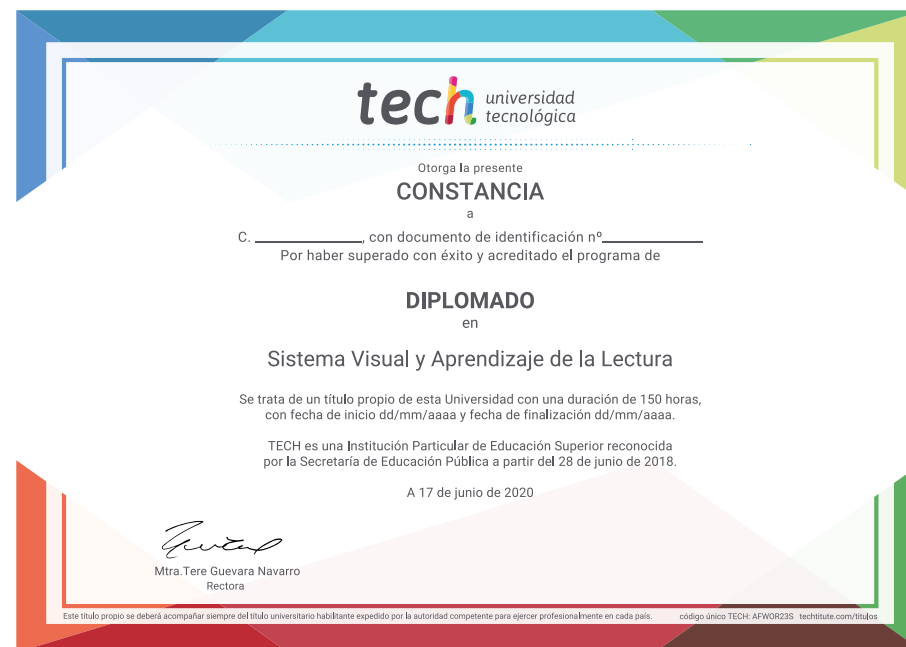 tech universidad
tecnológica
Otorga la presente
CONSTANCIA
a
C. ____________, con documento de identificación nº____________
Por haber superado con éxito y acreditado el programa de
DIPLOMADO
en
Sistema Visual y Aprendizaje de la Lectura
Se trata de un título propio de esta Universidad con una duración de 150 horas,
con fecha de inicio dd/mm/aaaa y fecha de finalización dd/mm/aaaa.
TECH es una Institución Particular de Educación Superior reconocida
por la Secretaría de Educación Pública a partir del 28 de junio de 2018.
A 17 de junio de 2020
Mtra.Tere Guevara Navarro
Rectora
Este título propio se deberá acompañar siempre del título universitario habilitante expedido por la autoridad competente para ejercer profesionalmente en cada país. código único TECH: AFWOR23S techtitute.com/titulos